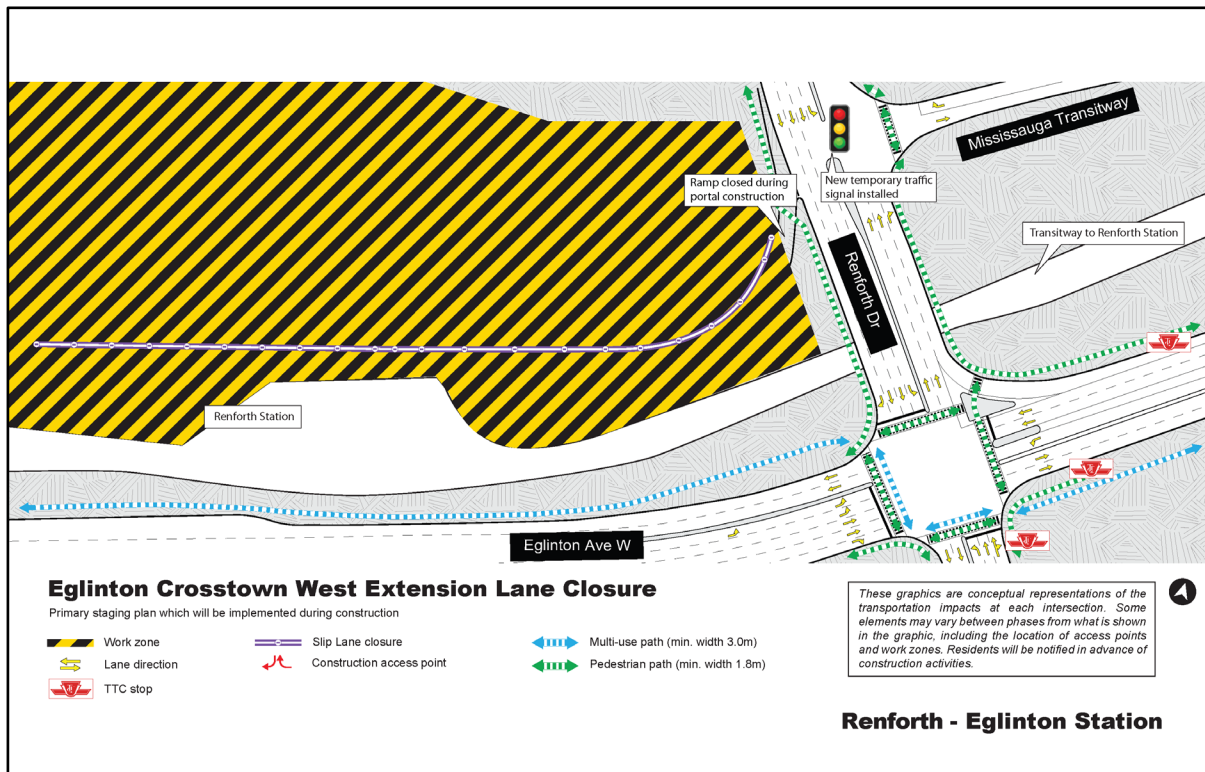 Mississauga Transitway
Ramp closed during
portal construction
New temporary traffic
signal installed
Transitway to Renforth Station
Renforth Dr
Renforth Station
Eglinton Ave W
Eglinton Crosstown West Extension Lane Closure
Primary staging plan which will be implemented during construction
Work zone
Slip Lane closure
Multi-use path (min. width 3.0m)
Lane direction
Construction access point
Pedestrian path (min. width 1.8m)
TTC stop
These graphics are conceptual representations of the
transportation impacts at each intersection. Some
elements may vary between phases from what is shown
in the graphic, including the location of access points
and work zones. Residents will be notified in advance of
construction activities.
Renforth - Eglinton Station